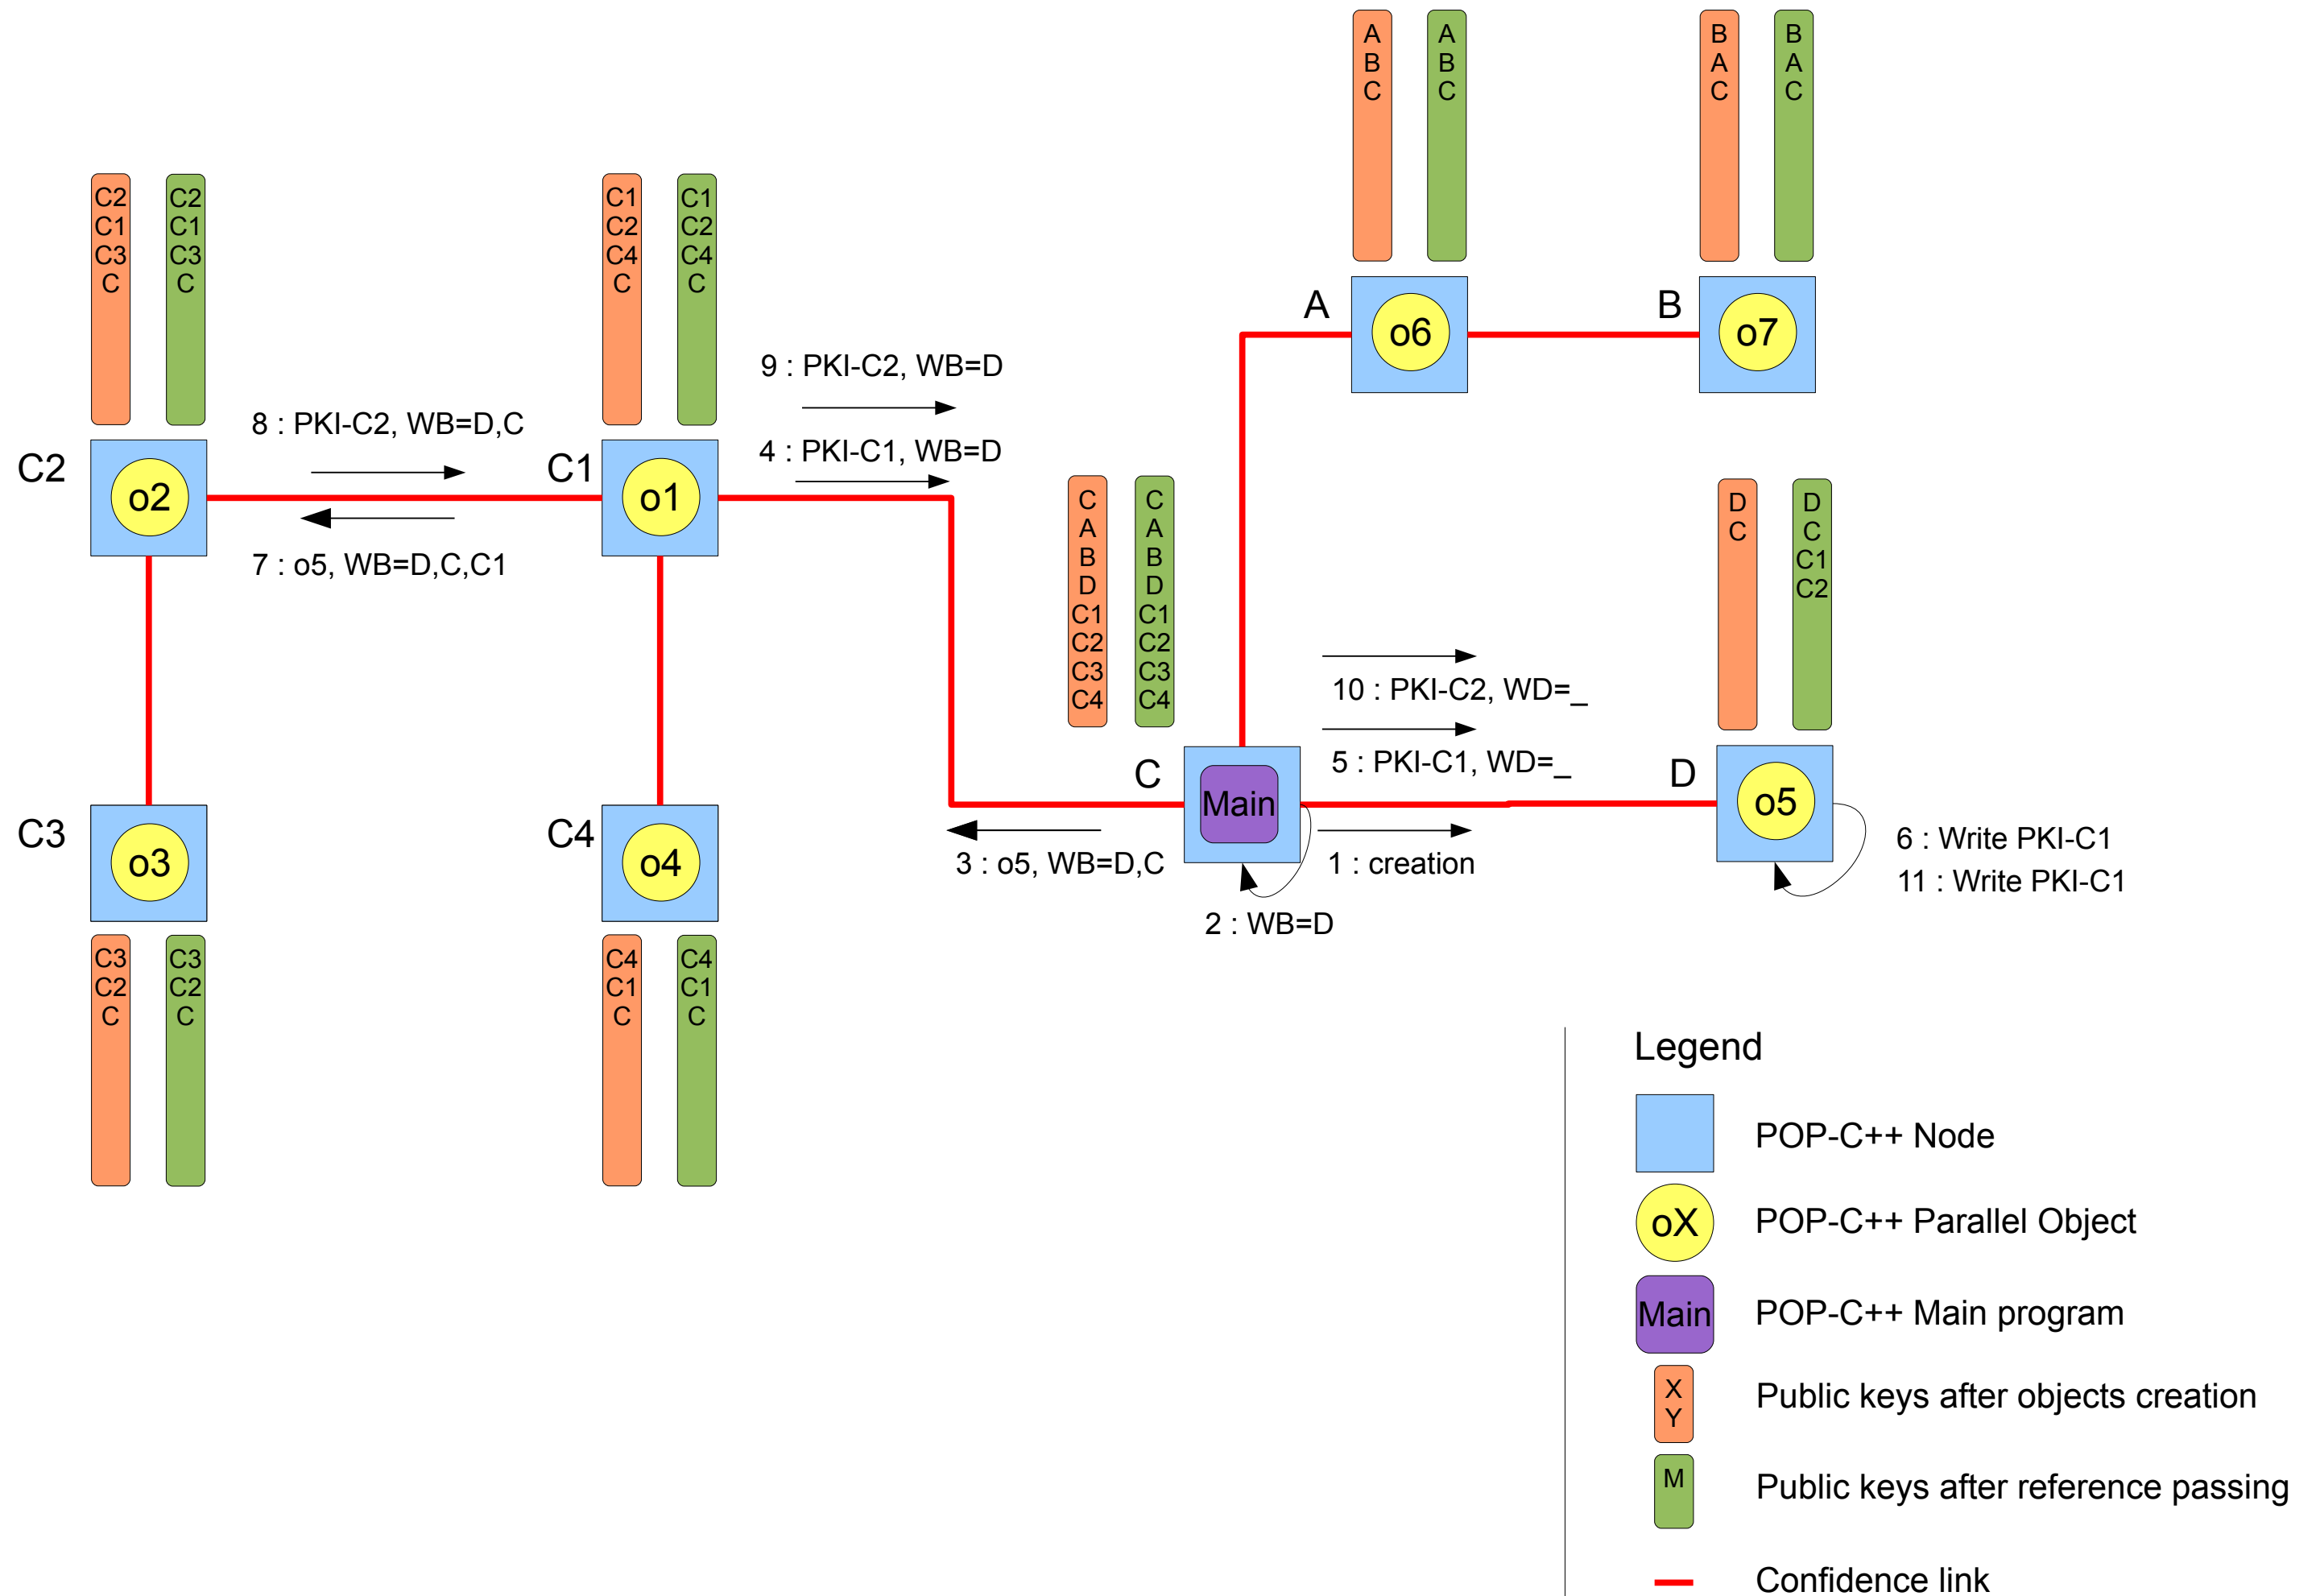 A
B
C
A
B
C
B
A
C
B
A
C
A
o6
B
o7
C2
C1
C3
C
C2
C1
C3
C
C1
C2
C4
C
C1
C2
C4
C
9 : PKI-C2, WB=D
8 : PKI-C2, WB=D,C
4 : PKI-C1, WB=D
C2
o2
C1
o1
7 : o5, WB=D,C,C1
C
A
B
D
C1
C2
C3
C4
C
A
B
D
C1
C2
C3
C4
D
C
D
C
C1
C2
10 : PKI-C2, WD=_
5 : PKI-C1, WD=_
C
Main
D
o5
C3
o3
C4
o4
3 : o5, WB=D,C
1 : creation
2 : WB=D
6 : Write PKI-C1
11 : Write PKI-C1
C3
C2
C
C3
C2
C
C4
C1
C
C4
C1
C
Legend
POP-C++ Node
oX
POP-C++ Parallel Object
Main
POP-C++ Main program
X
Y
Public keys after objects creation
M
Public keys after reference passing
Confidence link